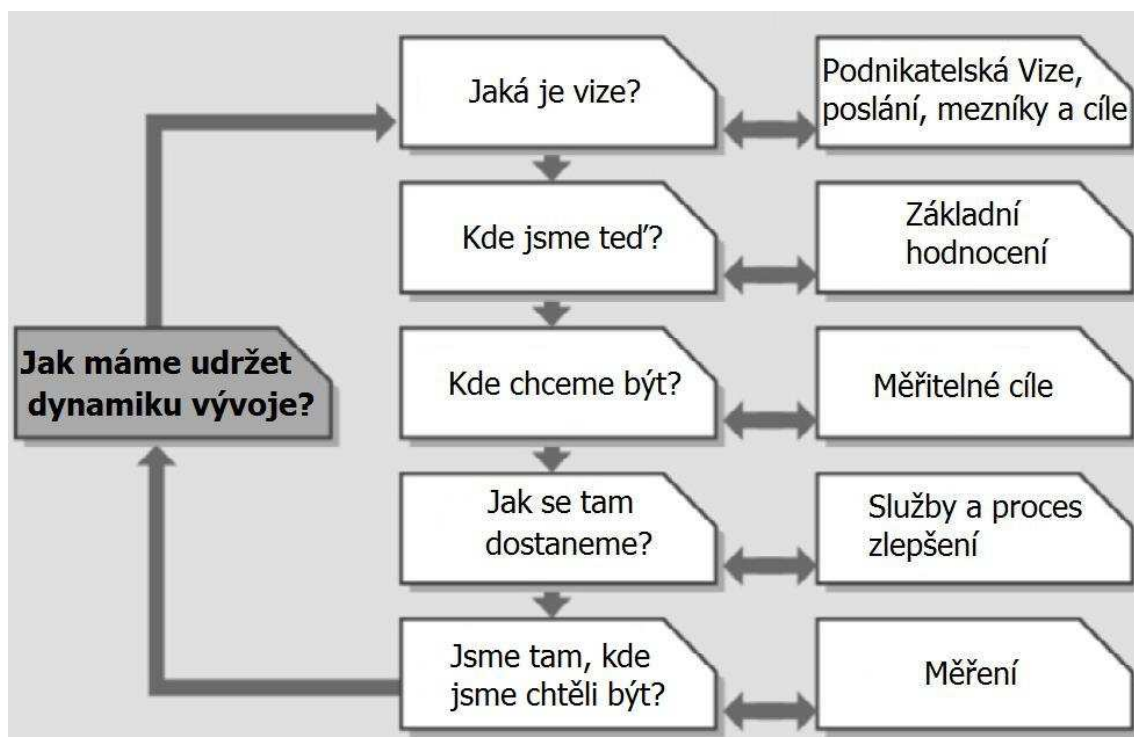 Jaká je vize?
Podnikatelská Vize,
poslání, mezníky a cíle
Kde jsme teď?
Základní
hodnocení
Jak máme udržet
dynamiku vývoje?
Kde chceme být?
Měřitelné cíle
Jak se tam
dostaneme?
Služby a proces
zlepšení
Jsme tam, kde
jsme chtěli být?
Měření